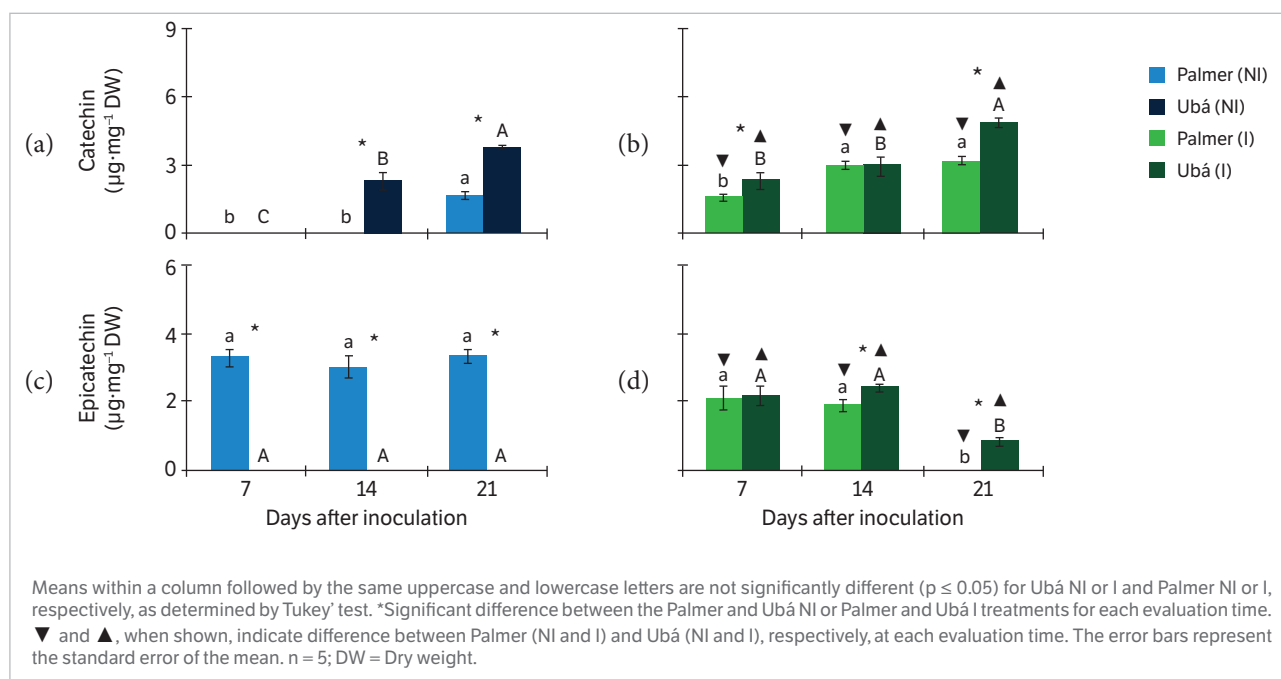 9
6
3
0
Catechin
(µg·mg⁻¹ DW)
(a)
b C
b * B
* a A
(b)
▼ b * ▲ B
▼ a ▲ B
▼ a * ▲ A
Palmer (NI)
Ubá (NI)
Palmer (I)
Ubá (I)
6
4
2
0
Epicatechin
(µg·mg⁻¹ DW)
(c)
a * A
a * A
a * A
7 14 21
Days after inoculation
(d)
▼ a ▲ A
▼ a * ▲ A
▼ b * ▲ B
7 14 21
Days after inoculation
Means within a column followed by the same uppercase and lowercase letters are not significantly different (p ≤ 0.05) for Ubá NI or I and Palmer NI or I,
respectively, as determined by Tukey’ test. *Significant difference between the Palmer and Ubá NI or Palmer and Ubá I treatments for each evaluation time.
▼ and ▲, when shown, indicate difference between Palmer (NI and I) and Ubá (NI and I), respectively, at each evaluation time. The error bars represent
the standard error of the mean. n = 5; DW = Dry weight.